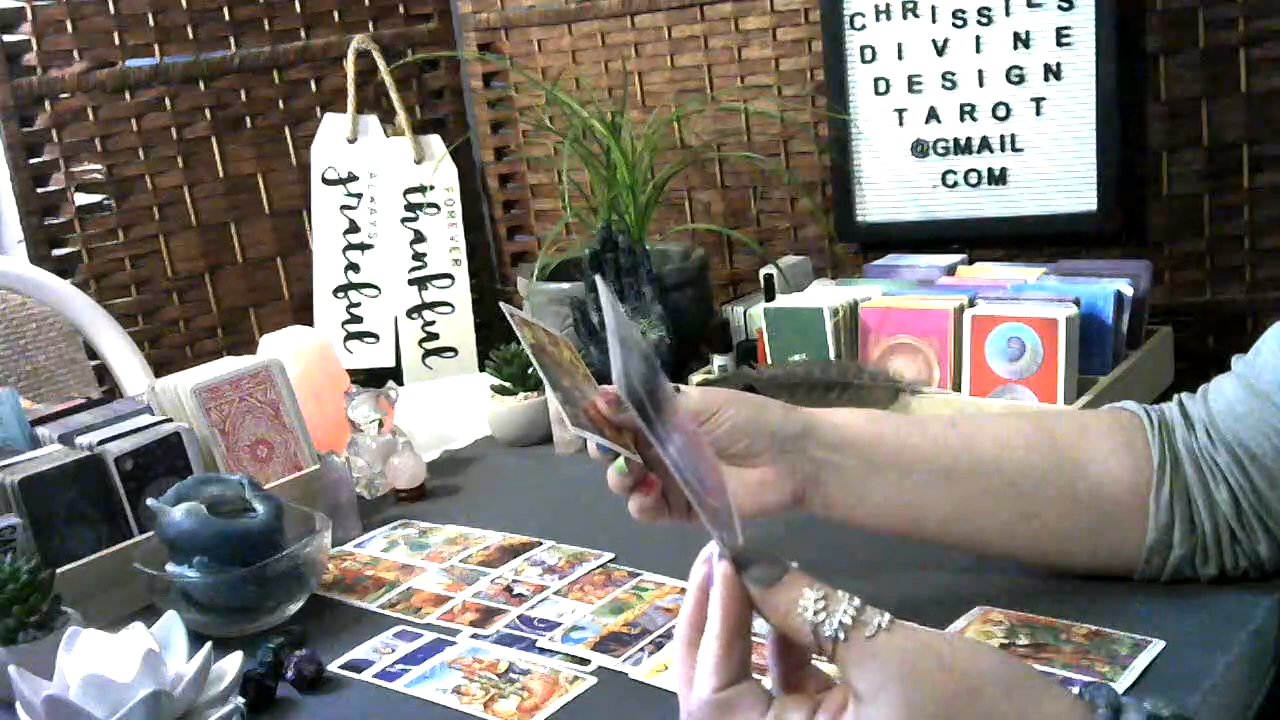 ALWAYS
grateful
FOREVER
thankful
CHRISSIES
DIVINE
DESIGN
TAROT
@GMAIL
.COM